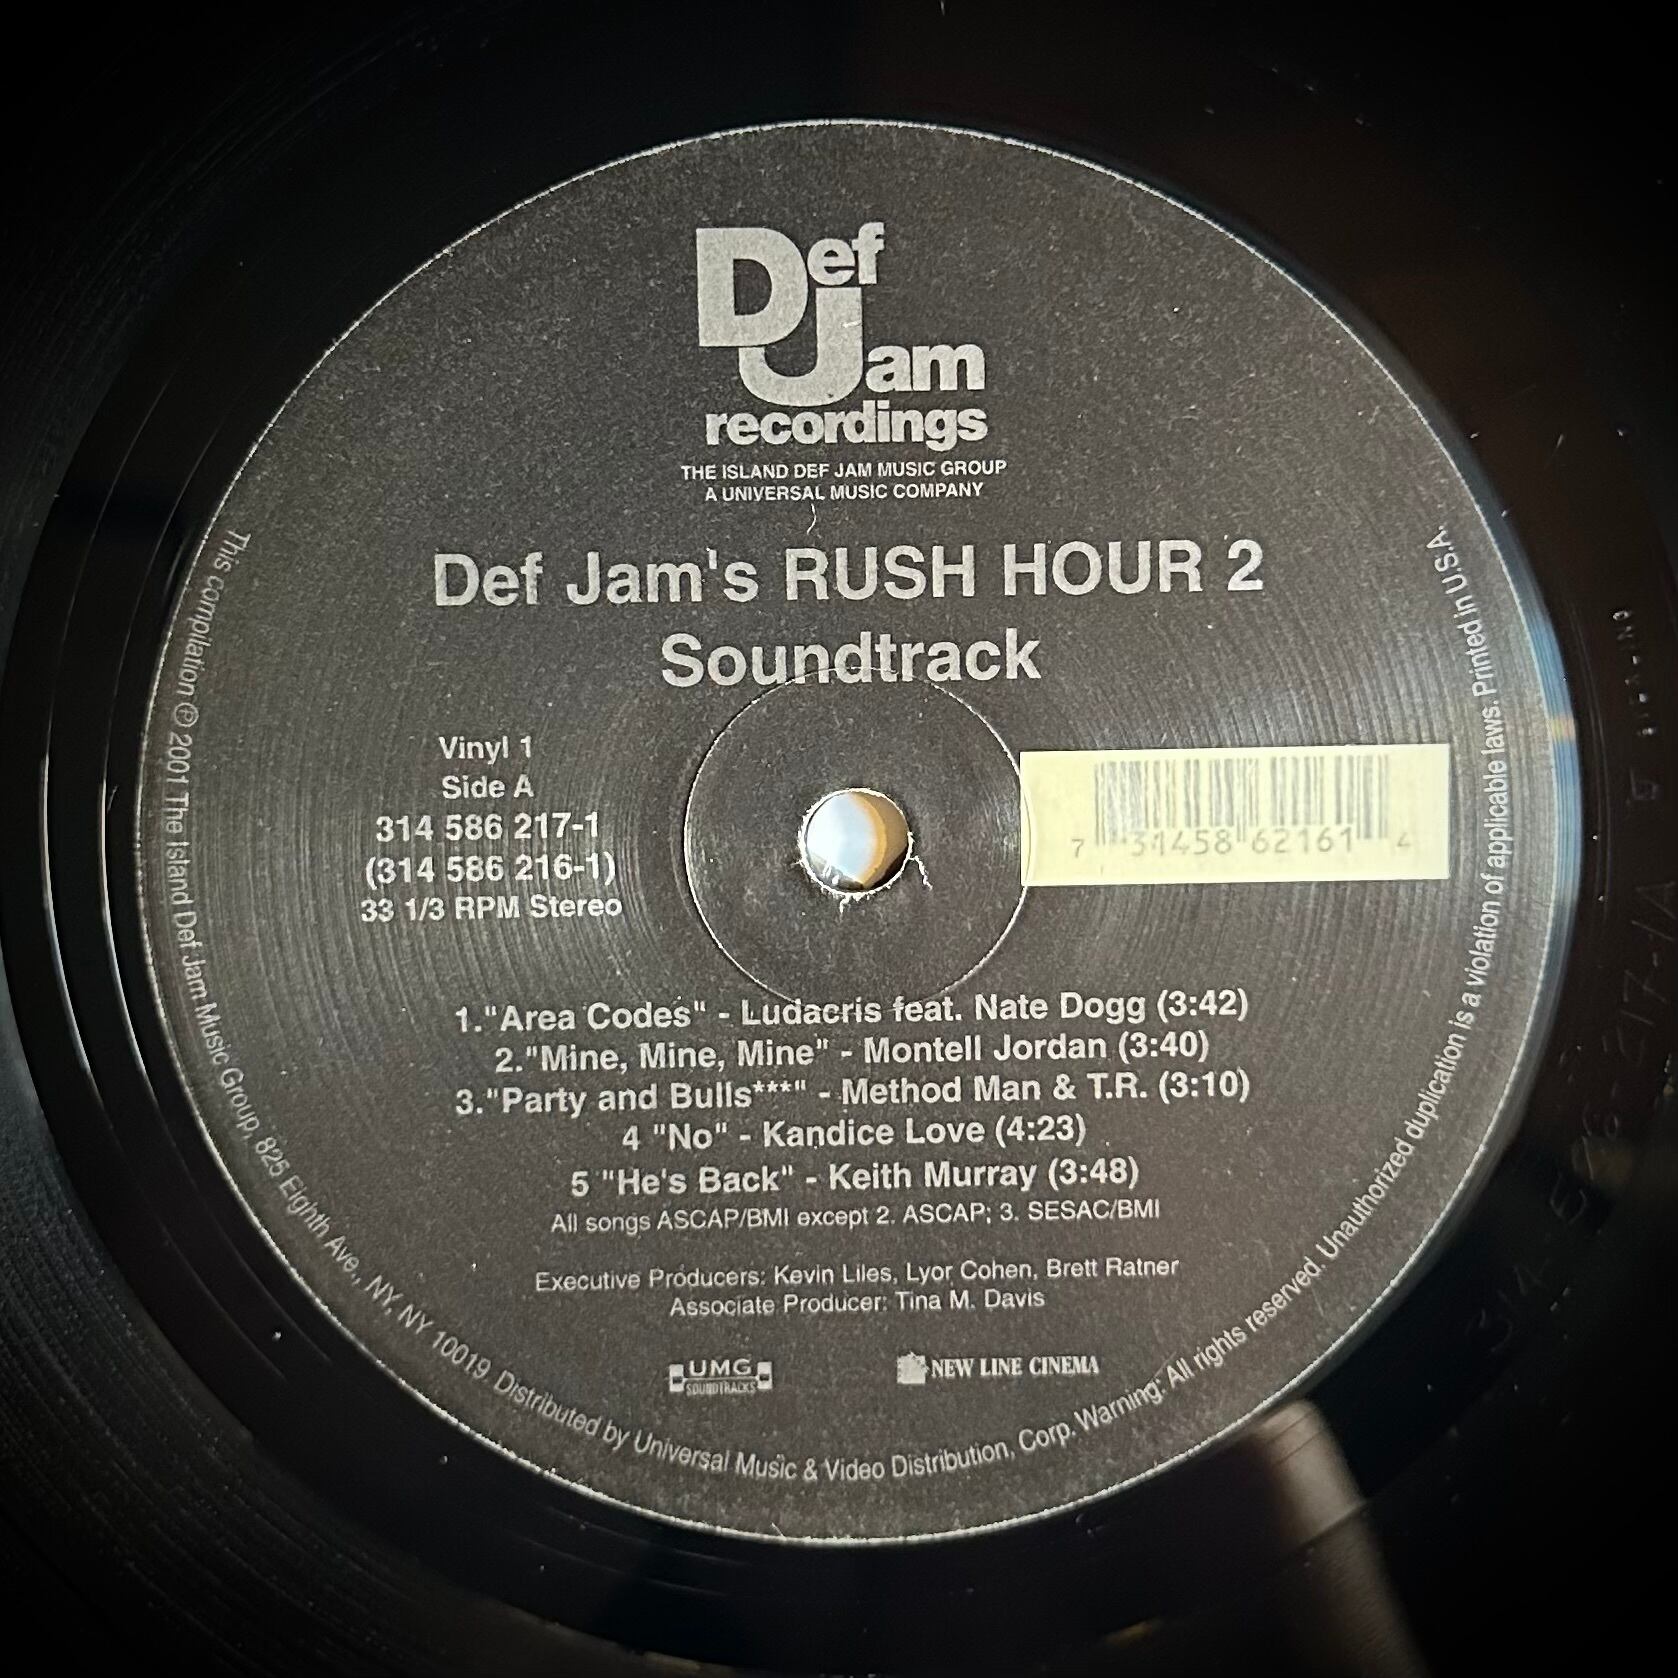 Def
Jam
recordings
THE ISLAND DEF JAM MUSIC GROUP
A UNIVERSAL MUSIC COMPANY
Def Jam's RUSH HOUR 2
Soundtrack
Vinyl 1
Side A
314 586 217-1
(314 586 216-1)
33 1/3 RPM Stereo
7 31458 62161 4
1."Area Codes" - Ludacris feat. Nate Dogg (3:42)
2."Mine, Mine, Mine" - Montell Jordan (3:40)
3."Party and Bulls***" - Method Man & T.R. (3:10)
4 "No" - Kandice Love (4:23)
5 "He's Back" - Keith Murray (3:48)
All songs ASCAP/BMI except 2. ASCAP; 3. SESAC/BMI
Executive Producers: Kevin Liles, Lyor Cohen, Brett Ratner
Associate Producer: Tina M. Davis
UMG
SOUNDTRACKS
NEW LINE CINEMA
This compilation ℗ 2001 The Island Def Jam Music Group, 825 Eighth Ave., NY, NY 10019. Distributed by Universal Music & Video Distribution, Corp. Warning: All rights reserved. Unauthorized duplication is a violation of applicable laws. Printed in U.S.A.